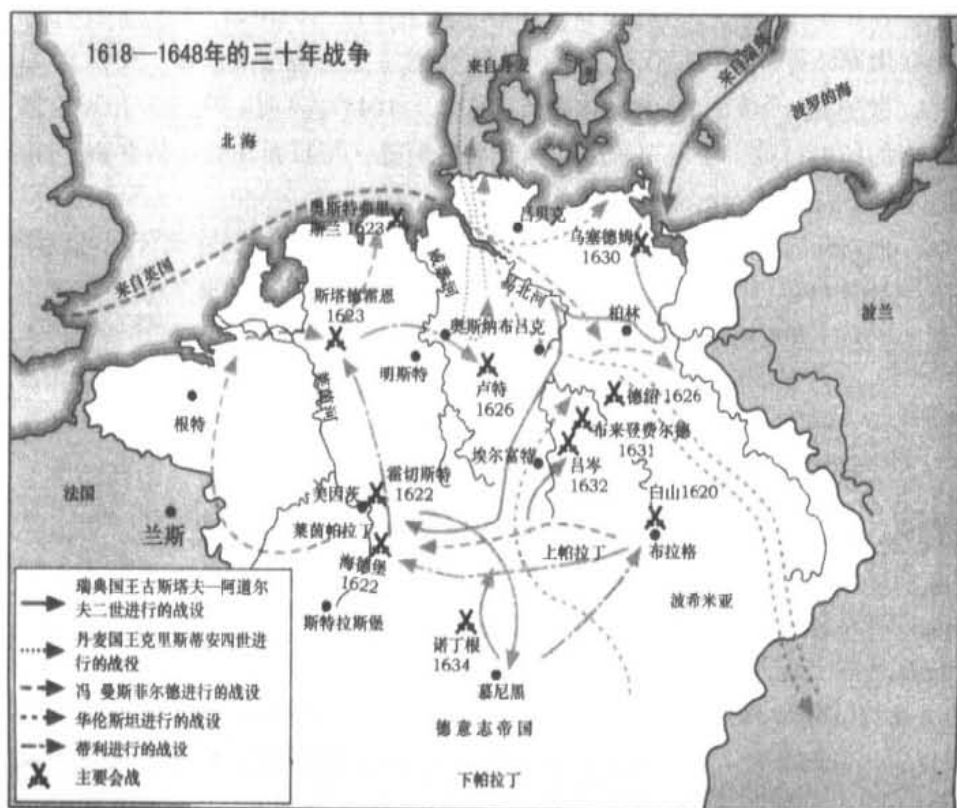 1618—1648年的三十年战争
来自丹麦
来自瑞典
波罗的海
北海
来自英国
奥斯特弗里
斯兰 1623
吕贝克
乌塞德姆
1630
易北河
波兰
斯塔德雷恩
1623
柏林
奥斯纳布吕克
明斯特
卢特
1626
德绍 1626
根特
莱茵河
布来登费尔德
1631
埃尔富特
吕岑
1632
霍切斯特
1622
白山1620
法国
美因茨
兰斯
莱茵帕拉丁
上帕拉丁
布拉格
海德堡
1622
波希米亚
斯特拉斯堡
诺丁根
1634
慕尼黑
德意志帝国
下帕拉丁
瑞典国王古斯塔夫—阿道尔
夫二世进行的战设
丹麦国王克里斯蒂安四世进
行的战役
冯 曼斯菲尔德进行的战设
华伦斯坦进行的战设
蒂利进行的战设
主要会战